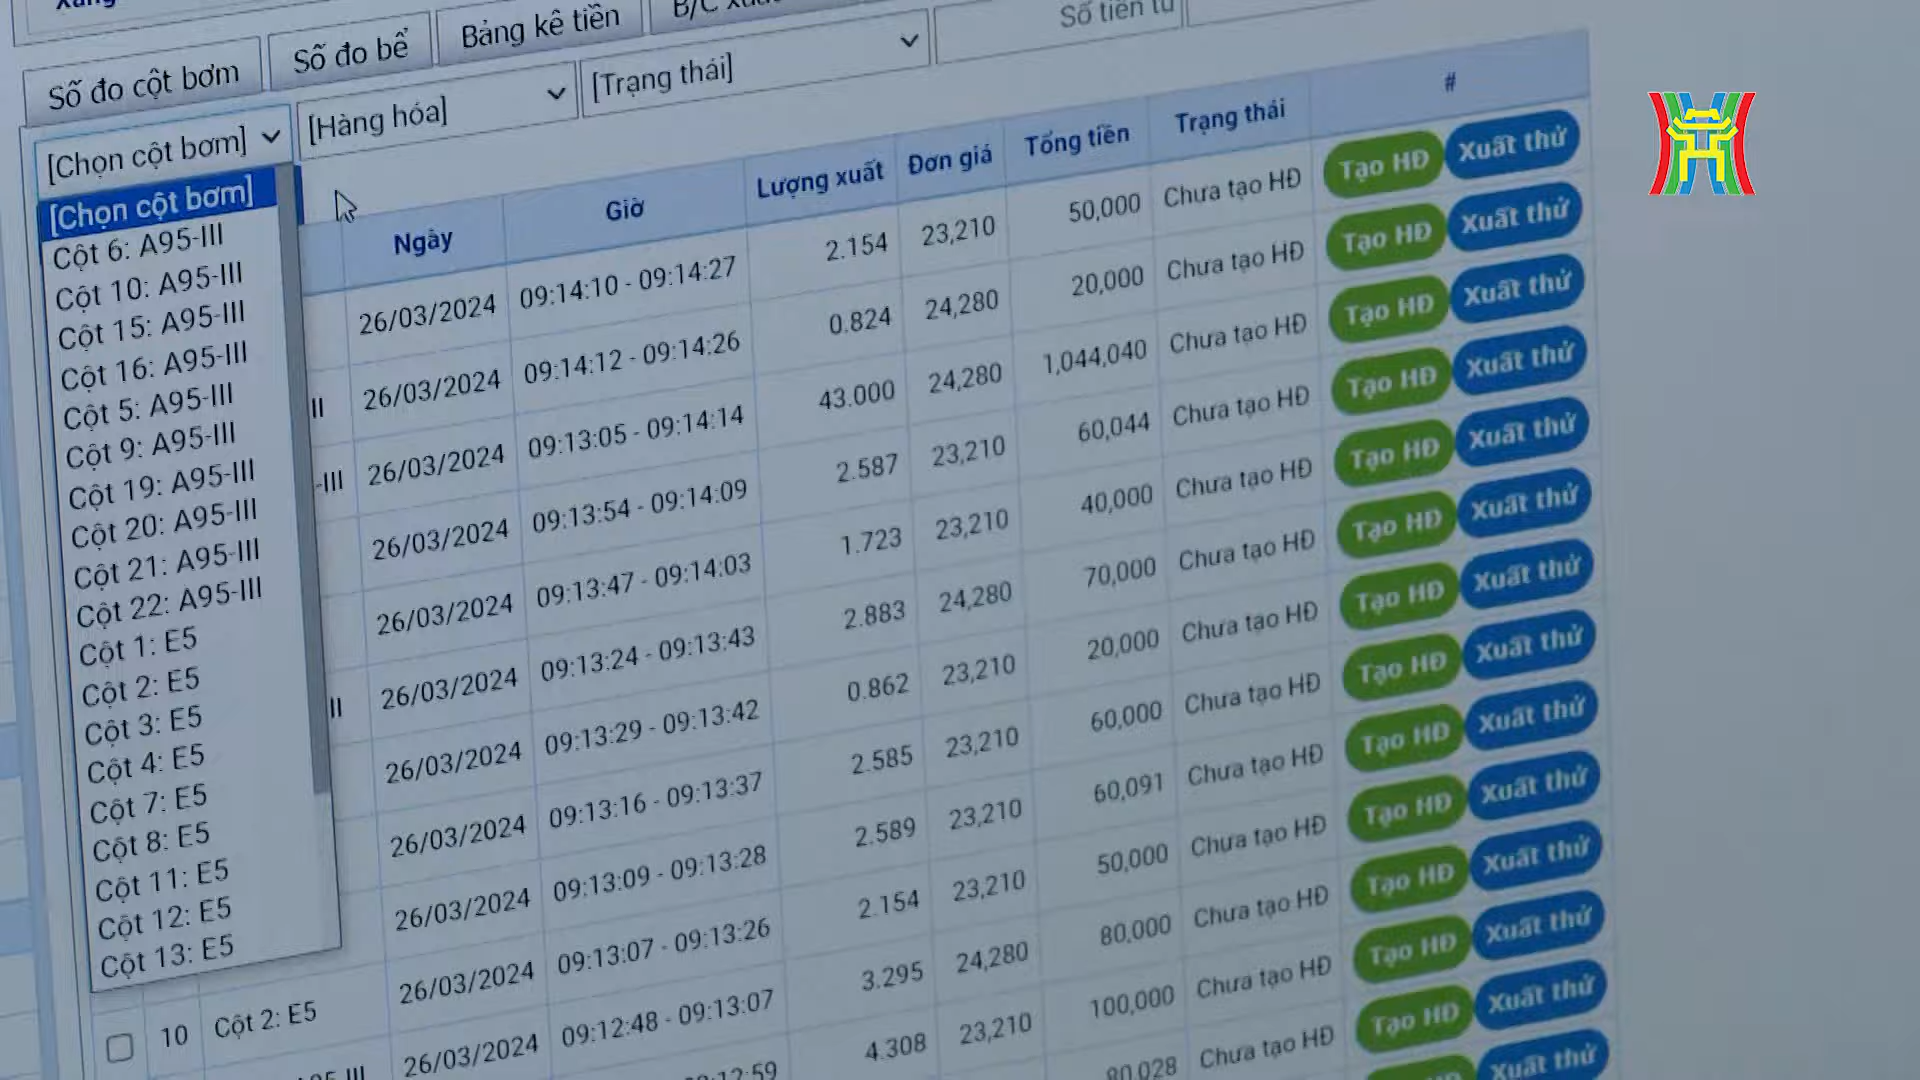 Số đo cột bơm
Số đo bể
Bảng kê tiền
Số tiền từ
[Chọn cột bơm]
[Hàng hóa]
[Trạng thái]
[Chọn cột bơm]
Cột 6: A95-III
Cột 10: A95-III
Cột 15: A95-III
Cột 16: A95-III
Cột 5: A95-III
Cột 9: A95-III
Cột 19: A95-III
Cột 20: A95-III
Cột 21: A95-III
Cột 22: A95-III
Cột 1: E5
Cột 2: E5
Cột 3: E5
Cột 4: E5
Cột 7: E5
Cột 8: E5
Cột 11: E5
Cột 12: E5
Cột 13: E5
Ngày Giờ Lượng xuất Đơn giá Tổng tiền Trạng thái #
26/03/2024 09:14:10 - 09:14:27 2.154 23,210 50,000 Chưa tạo HĐ Tạo HĐ Xuất thử
II 26/03/2024 09:14:12 - 09:14:26 0.824 24,280 20,000 Chưa tạo HĐ Tạo HĐ Xuất thử
-III 26/03/2024 09:13:05 - 09:14:14 43.000 24,280 1,044,040 Chưa tạo HĐ Tạo HĐ Xuất thử
26/03/2024 09:13:54 - 09:14:09 2.587 23,210 60,044 Chưa tạo HĐ Tạo HĐ Xuất thử
26/03/2024 09:13:47 - 09:14:03 1.723 23,210 40,000 Chưa tạo HĐ Tạo HĐ Xuất thử
II 26/03/2024 09:13:24 - 09:13:43 2.883 24,280 70,000 Chưa tạo HĐ Tạo HĐ Xuất thử
26/03/2024 09:13:29 - 09:13:42 0.862 23,210 20,000 Chưa tạo HĐ Tạo HĐ Xuất thử
26/03/2024 09:13:16 - 09:13:37 2.585 23,210 60,000 Chưa tạo HĐ Tạo HĐ Xuất thử
26/03/2024 09:13:09 - 09:13:28 2.589 23,210 60,091 Chưa tạo HĐ Tạo HĐ Xuất thử
10 Cột 2: E5 26/03/2024 09:13:07 - 09:13:26 2.154 23,210 50,000 Chưa tạo HĐ Tạo HĐ Xuất thử
26/03/2024 09:12:48 - 09:13:07 3.295 24,280 80,000 Chưa tạo HĐ Tạo HĐ Xuất thử
4.308 23,210 100,000 Chưa tạo HĐ Tạo HĐ Xuất thử
80,028 Chưa tạo HĐ Tạo HĐ Xuất thử